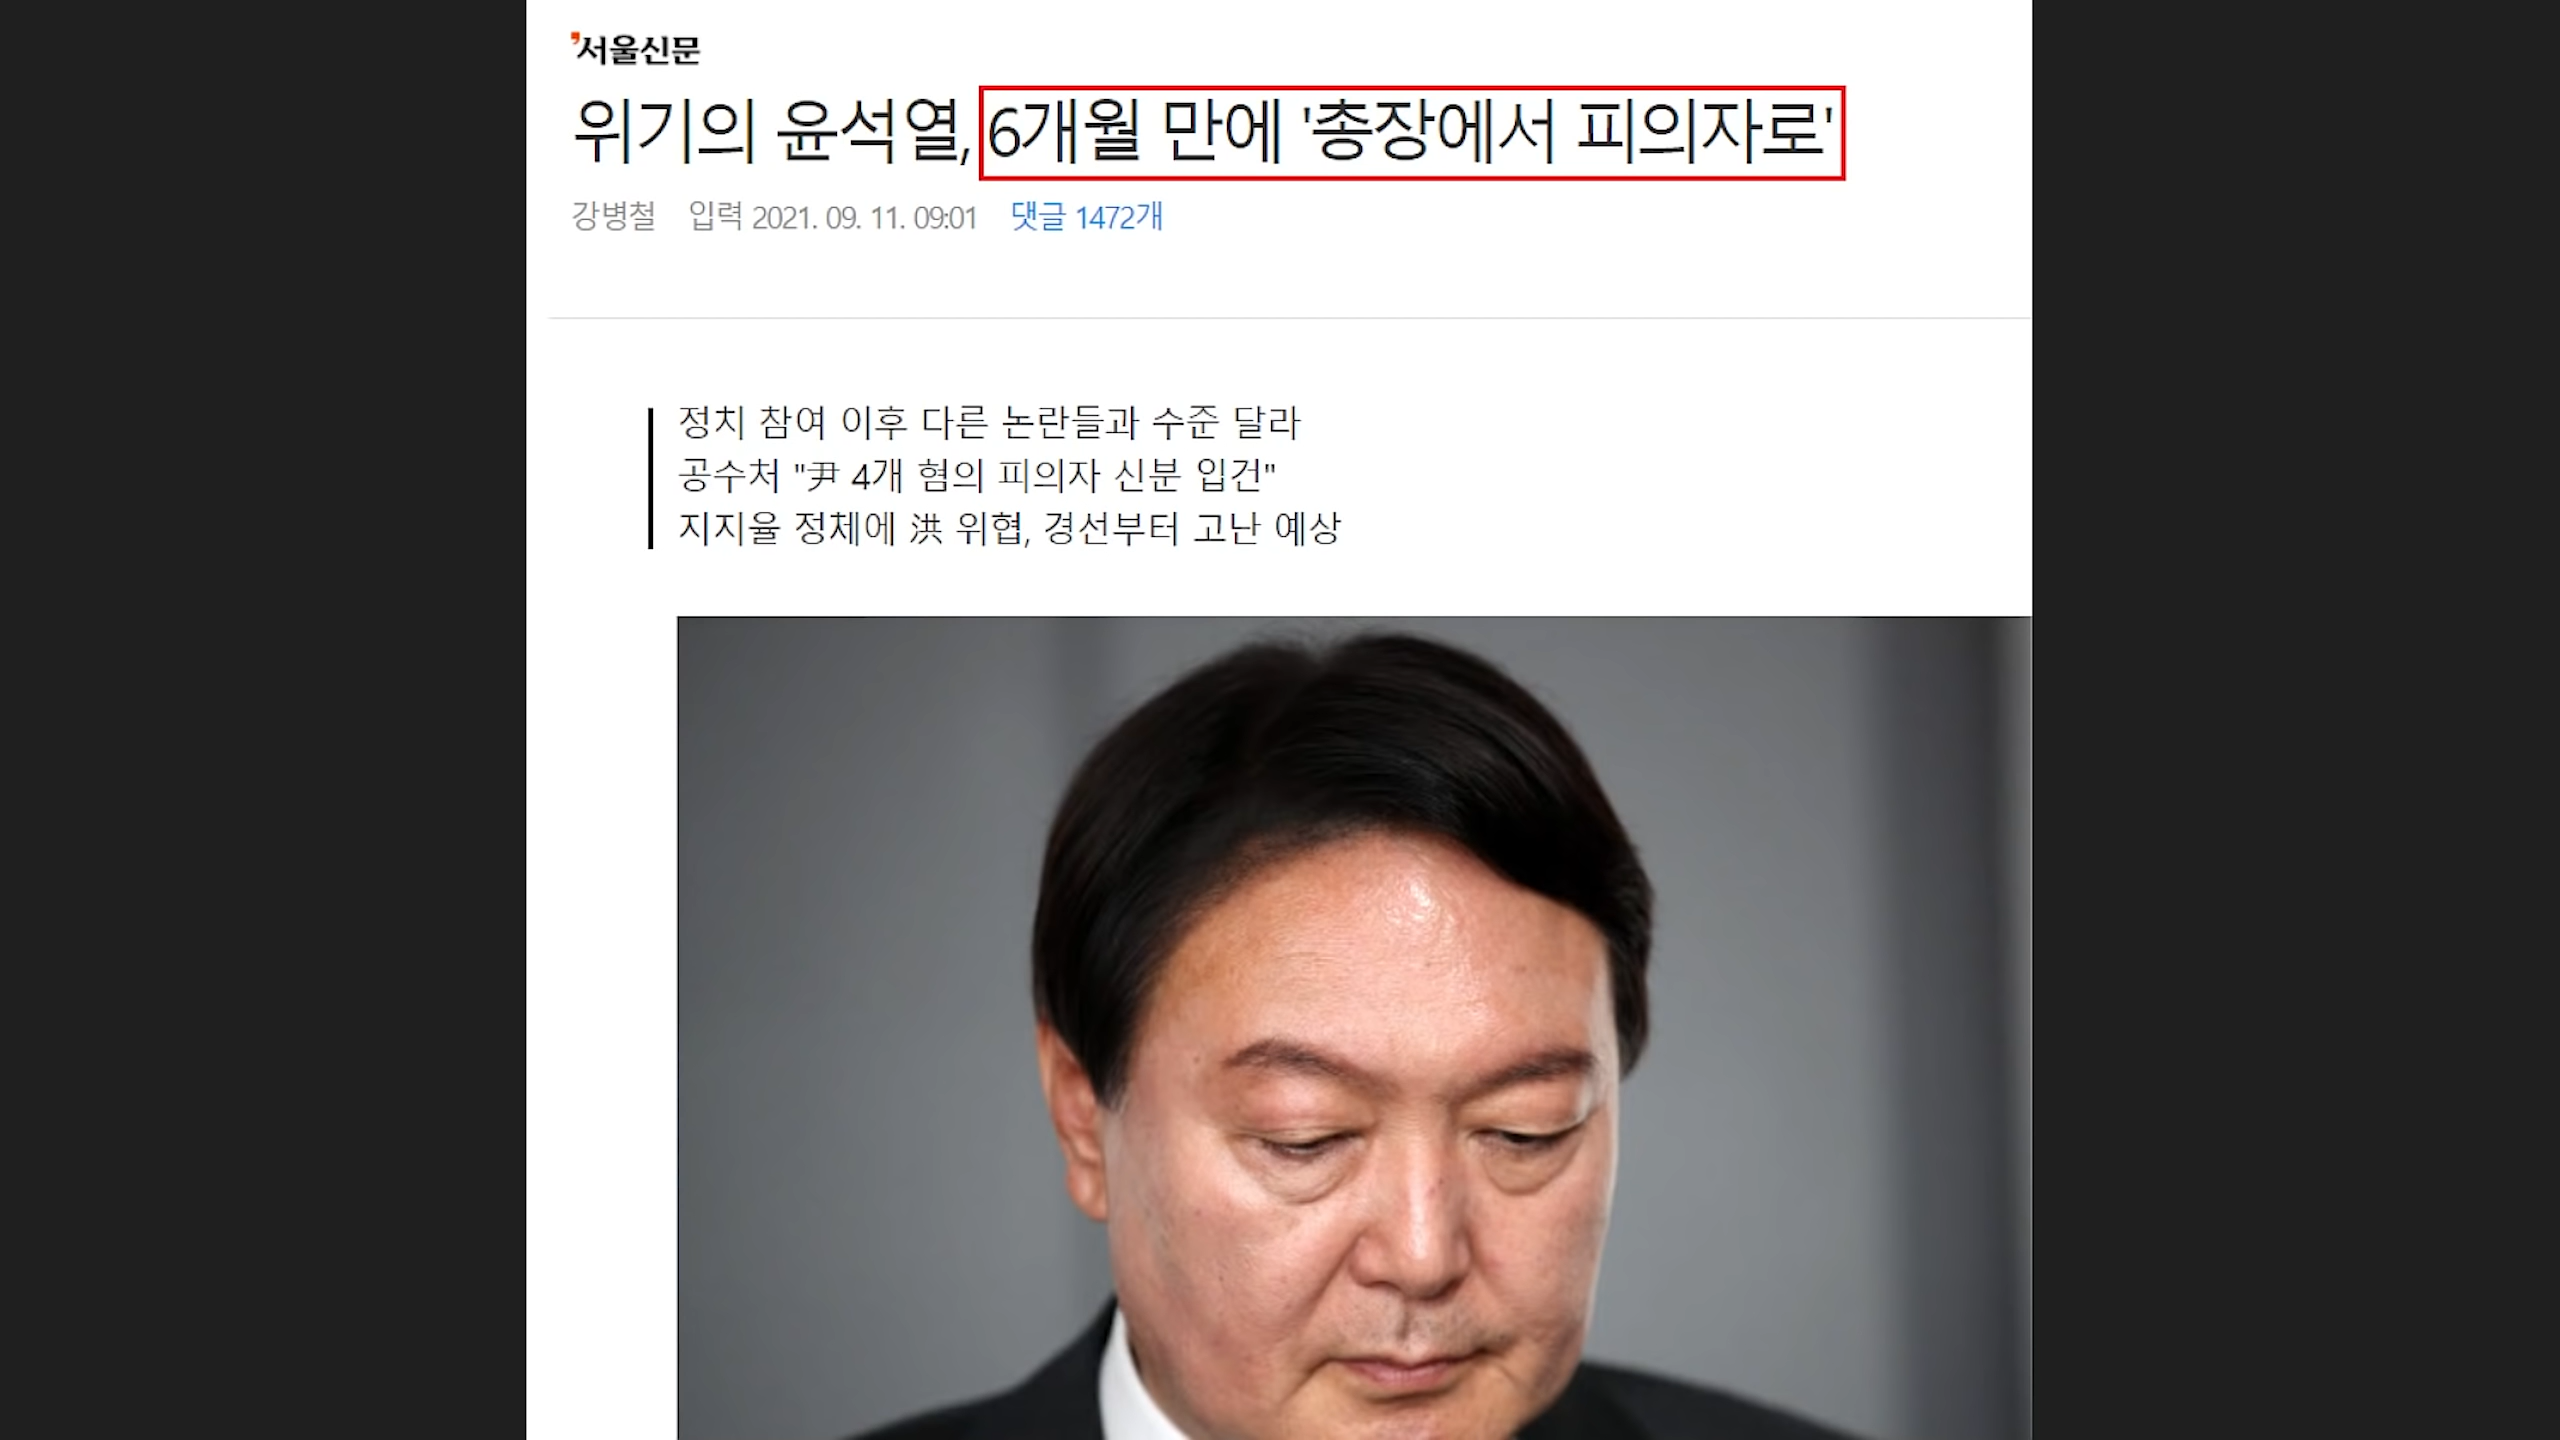 서울신문
위기의 윤석열, 6개월 만에 '총장에서 피의자로'
강병철 입력 2021. 09. 11. 09:01 댓글 1472개
정치 참여 이후 다른 논란들과 수준 달라
공수처 "尹 4개 혐의 피의자 신분 입건"
지지율 정체에 洪 위협, 경선부터 고난 예상